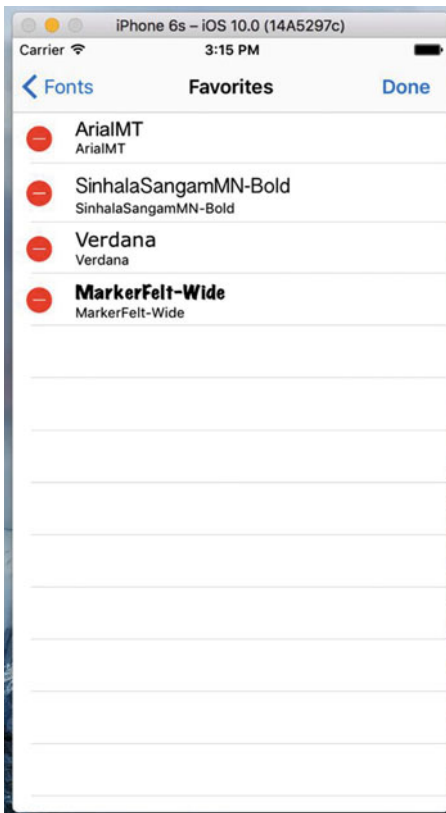 iPhone 6s – iOS 10.0 (14A5297c)
Carrier 3:15 PM
Fonts Favorites Done
ArialMT
ArialMT
SinhalaSangamMN-Bold
SinhalaSangamMN-Bold
Verdana
Verdana
MarkerFelt-Wide
MarkerFelt-Wide